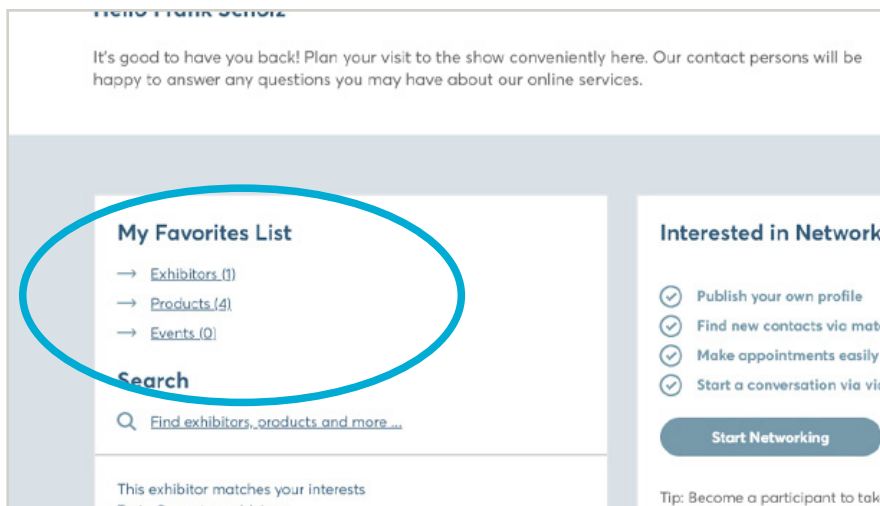 Hello Frank Scholz
It's good to have you back! Plan your visit to the show conveniently here. Our contact persons will be
happy to answer any questions you may have about our online services.
My Favorites List
→ Exhibitors (1)
→ Products (4)
→ Events (0)
Search
Find exhibitors, products and more ...
This exhibitor matches your interests
Interested in Network
Publish your own profile
Find new contacts via mat
Make appointments easily
Start a conversation via vi
Start Networking
Tip: Become a participant to tak